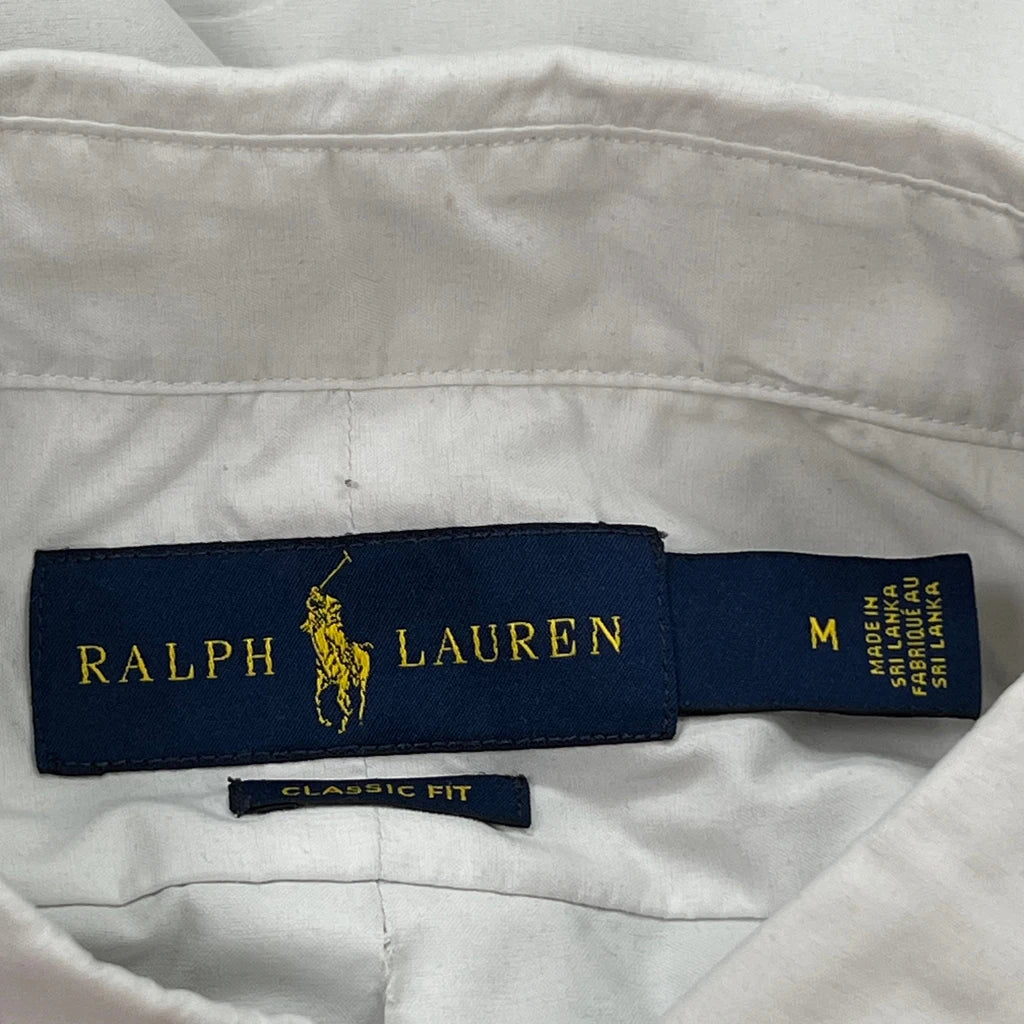 RALPH LAUREN
M
MADE IN
SRI LANKA
FABRIQUÉ AU
SRI LANKA
CLASSIC FIT